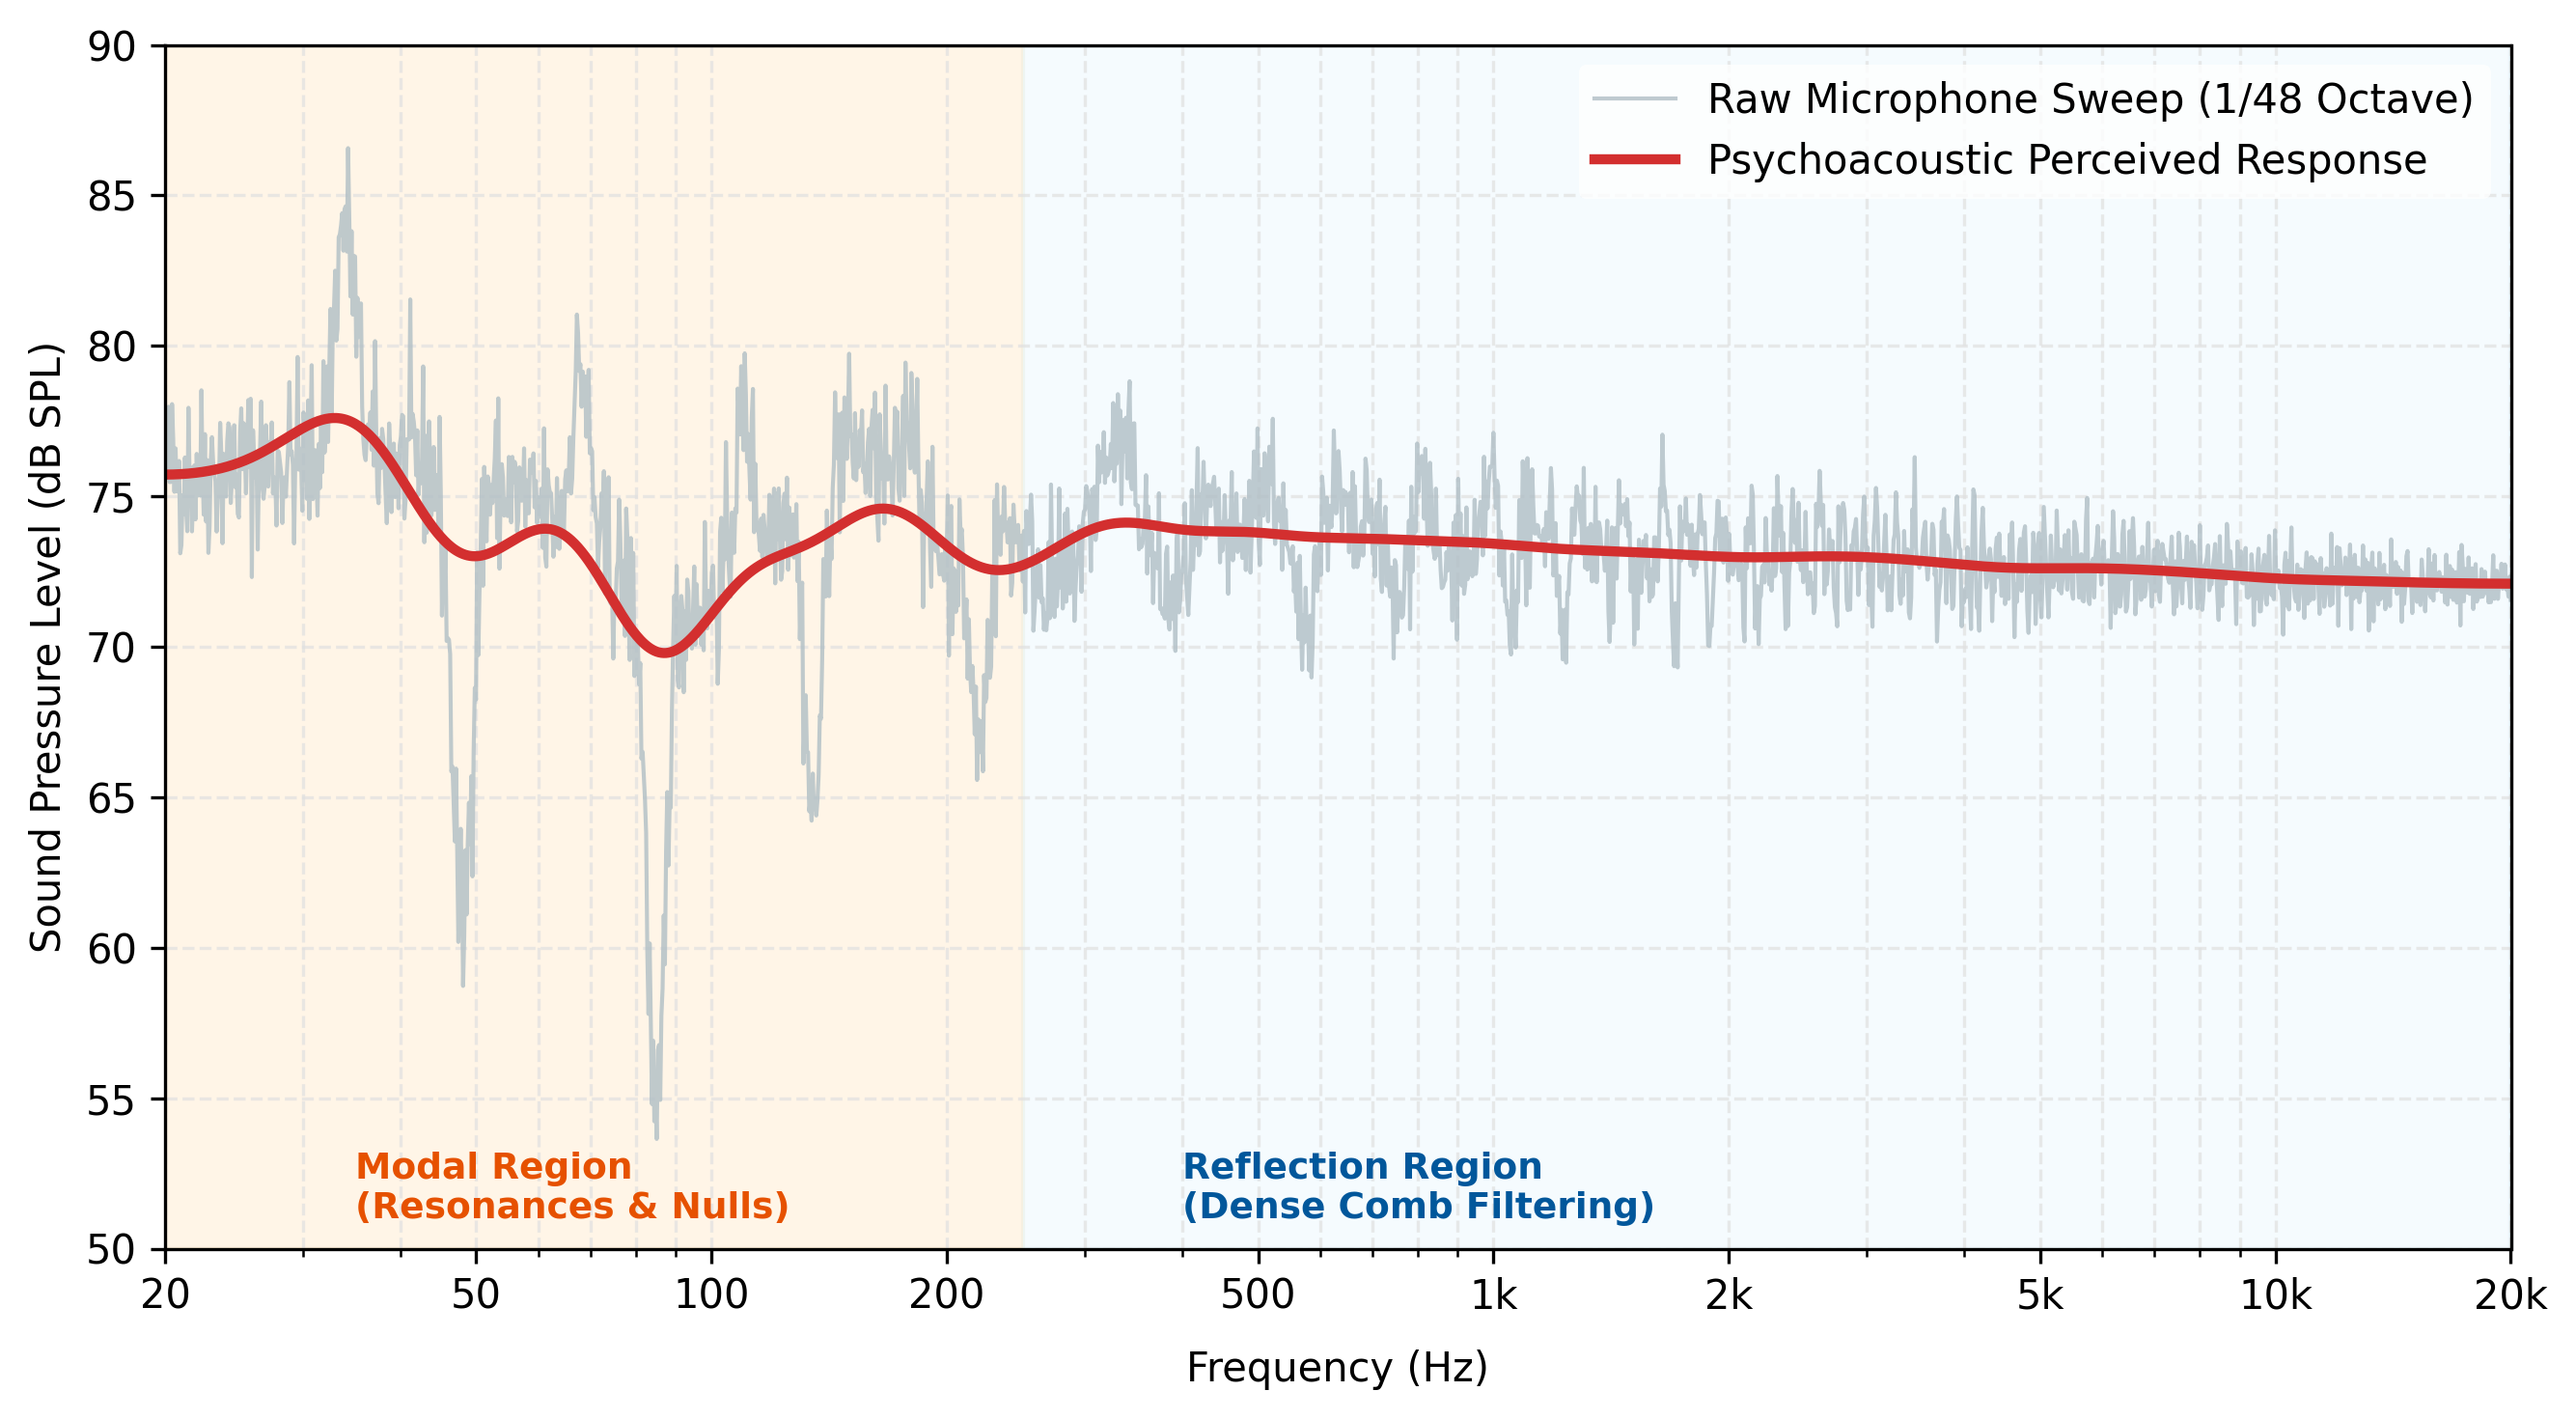 90
85
80
75
70
65
60
55
50
Sound Pressure Level (dB SPL)
Raw Microphone Sweep (1/48 Octave)
Psychoacoustic Perceived Response
Modal Region
(Resonances & Nulls)
Reflection Region
(Dense Comb Filtering)
20 50 100 200 500 1k 2k 5k 10k 20k
Frequency (Hz)